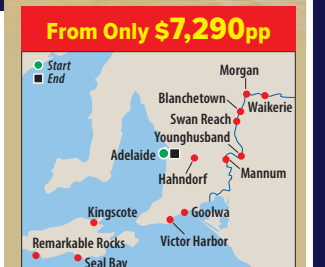 From Only $7,290pp
Start
End
Morgan
Blanchetown
Waikerie
Swan Reach
Younghusband
Adelaide
Mannum
Hahndorf
Kingscote
Goolwa
Victor Harbor
Remarkable Rocks
Seal Bay